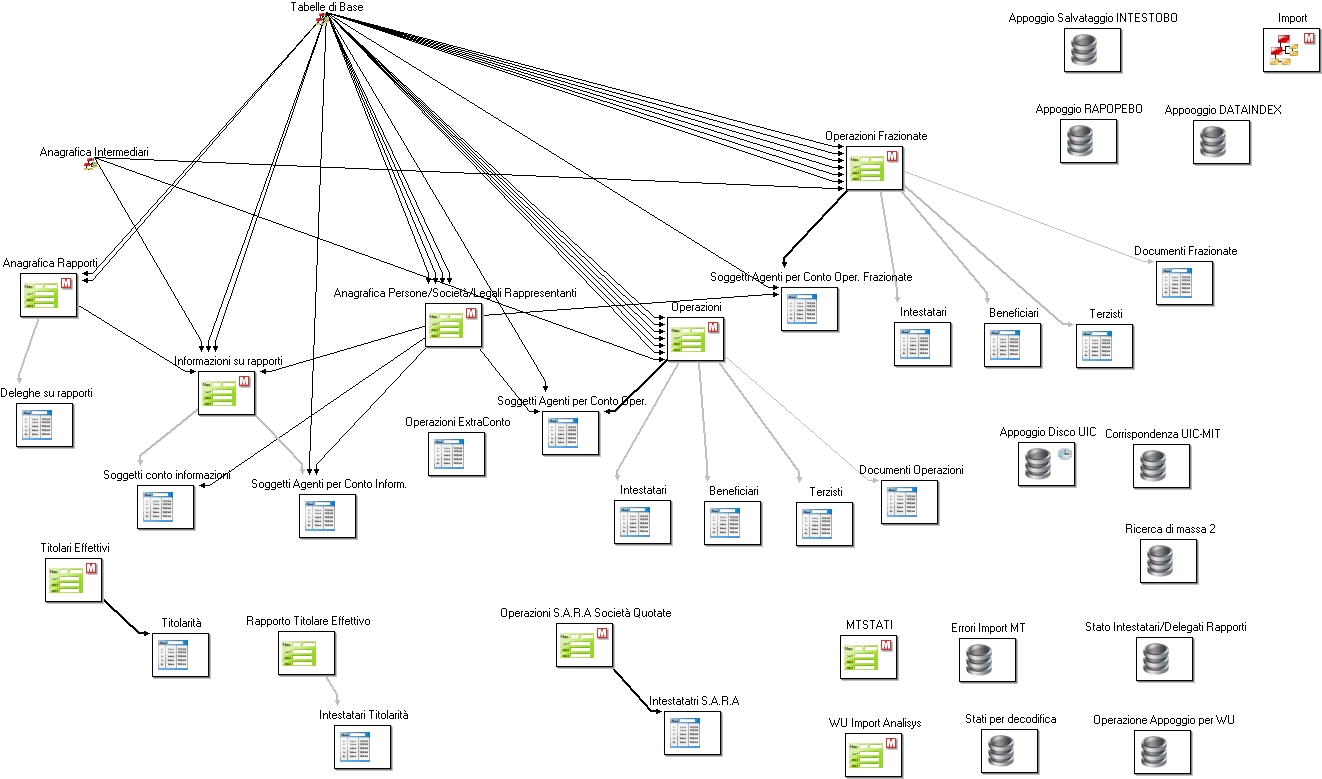 Tabelle di Base
Appoggio Salvataggio INTESTOBO
Import
M
Appoggio RAPOPEBO
Appooggio DATAINDEX
Operazioni Frazionate
M
Anagrafica Intermediari
Documenti Frazionate
Anagrafica Rapporti
M
Soggetti Agenti per Conto Oper. Frazionate
Anagrafica Persone/Società/Legali Rappresentanti
M
Operazioni
M
Intestatari
Beneficiari
Terzisti
Informazioni su rapporti
M
Deleghe su rapporti
Soggetti Agenti per Conto Oper.
Operazioni ExtraConto
Appoggio Disco UIC
Corrispondenza UIC-MIT
Soggetti conto informazioni
Soggetti Agenti per Conto Inform.
Documenti Operazioni
Intestatari
Beneficiari
Terzisti
Ricerca di massa 2
Titolari Effettivi
M
Titolarità
Rapporto Titolare Effettivo
Operazioni S.A.R.A Società Quotate
M
MTSTATI
M
Errori Import MT
Stato Intestatari/Delegati Rapporti
Intestatari Titolarità
Intestatatri S.A.R.A
WU Import Analisys
M
Stati per decodifica
Operazione Appoggio per WU